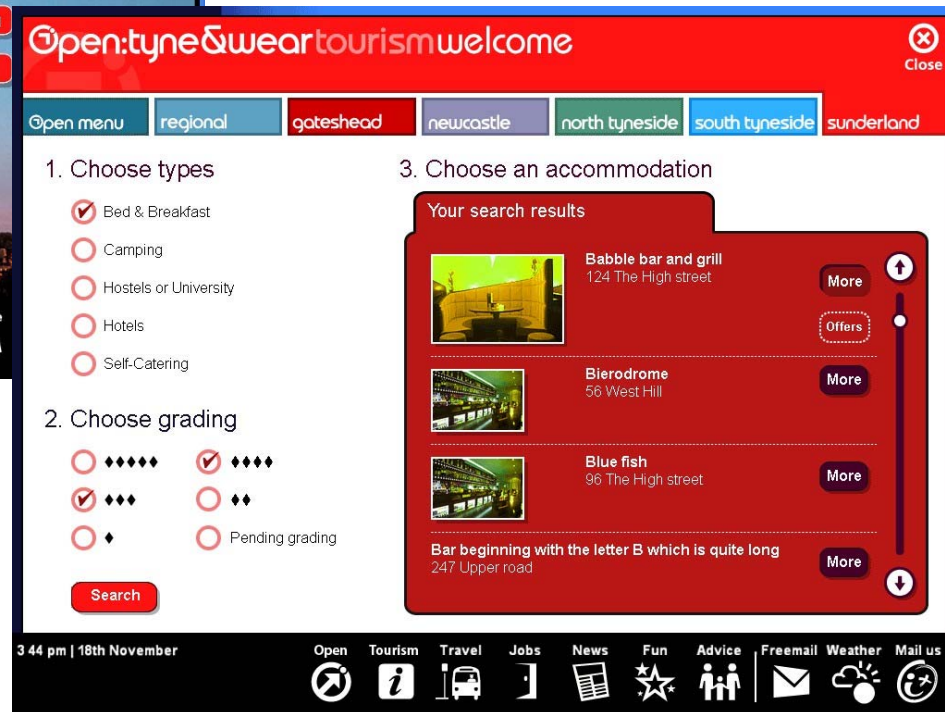 Open:tyne&weartourismwelcome
Close
Open menu
regional
gateshead
newcastle
north tyneside
south tyneside
sunderland
1. Choose types
Bed & Breakfast
Camping
Hostels or University
Hotels
Self-Catering
2. Choose grading
Pending grading
Search
3. Choose an accommodation
Your search results
Babble bar and grill
124 The High street
More
Offers
Bierodrome
56 West Hill
More
Blue fish
96 The High street
More
Bar beginning with the letter B which is quite long
247 Upper road
More
3 44 pm | 18th November
Open
Tourism
Travel
Jobs
News
Fun
Advice
Freemail
Weather
Mail us